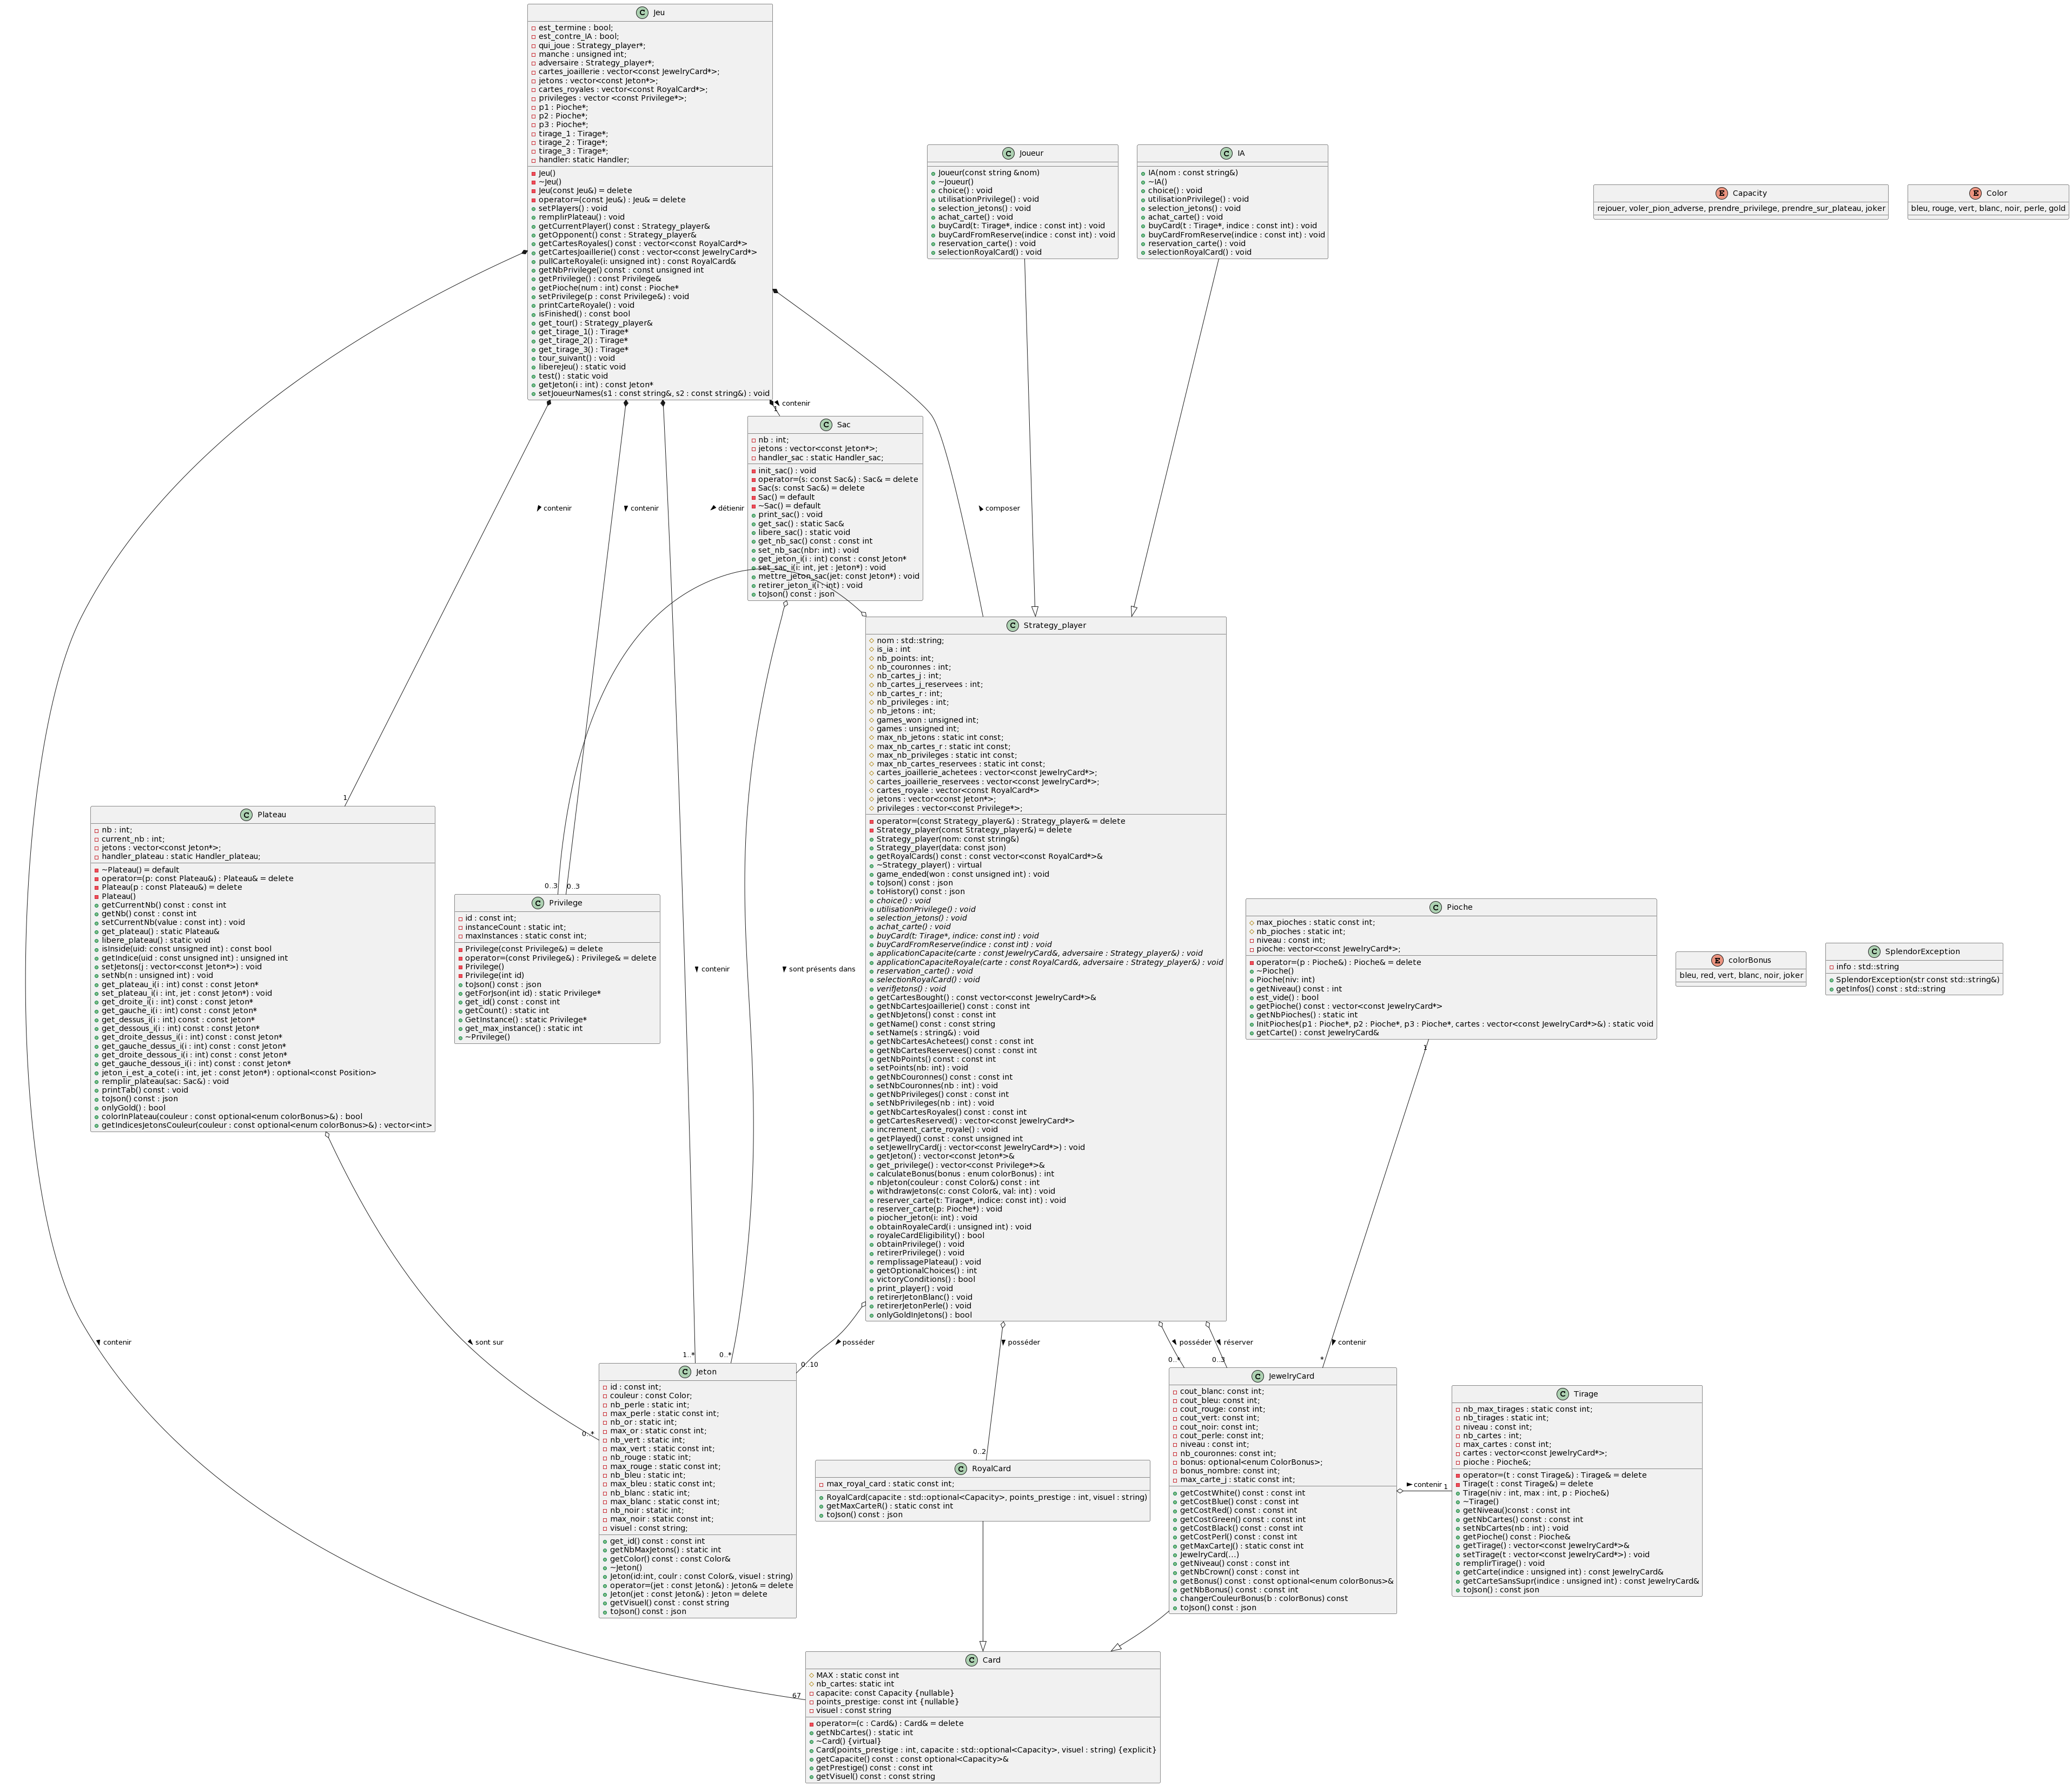 Jeu
est_termine : bool;
est_contre_IA : bool;
qui_joue : Strategy_player*;
manche : unsigned int;
adversaire : Strategy_player*;
cartes_joaillerie : vector<const JewelryCard*>;
jetons : vector<const Jeton*>;
cartes_royales : vector<const RoyalCard*>;
privileges : vector <const Privilege*>;
p1 : Pioche*;
p2 : Pioche*;
p3 : Pioche*;
tirage_1 : Tirage*;
tirage_2 : Tirage*;
tirage_3 : Tirage*;
handler: static Handler;
Jeu()
~Jeu()
Jeu(const Jeu&) = delete
operator=(const Jeu&) : Jeu& = delete
setPlayers() : void
remplirPlateau() : void
getCurrentPlayer() const : Strategy_player&
getOpponent() const : Strategy_player&
getCartesRoyales() const : vector<const RoyalCard*>
getCartesJoaillerie() const : vector<const JewelryCard*>
pullCarteRoyale(i: unsigned int) : const RoyalCard&
getNbPrivilege() const : const unsigned int
getPrivilege() : const Privilege&
getPioche(num : int) const : Pioche*
setPrivilege(p : const Privilege&) : void
printCarteRoyale() : void
isFinished() : const bool
get_tour() : Strategy_player&
get_tirage_1() : Tirage*
get_tirage_2() : Tirage*
get_tirage_3() : Tirage*
tour_suivant() : void
libereJeu() : static void
test() : static void
getJeton(i : int) : const Jeton*
setJoueurNames(s1 : const string&, s2 : const string&) : void
Joueur
Joueur(const string &nom)
~Joueur()
choice() : void
utilisationPrivilege() : void
selection_jetons() : void
achat_carte() : void
buyCard(t: Tirage*, indice : const int) : void
buyCardFromReserve(indice : const int) : void
reservation_carte() : void
selectionRoyalCard() : void
IA
IA(nom : const string&)
~IA()
choice() : void
utilisationPrivilege() : void
selection_jetons() : void
achat_carte() : void
buyCard(t : Tirage*, indice : const int) : void
buyCardFromReserve(indice : const int) : void
reservation_carte() : void
selectionRoyalCard() : void
Capacity
rejouer, voler_pion_adverse, prendre_privilege, prendre_sur_plateau, joker
Color
bleu, rouge, vert, blanc, noir, perle, gold
contenir
1
Sac
nb : int;
jetons : vector<const Jeton*>;
handler_sac : static Handler_sac;
init_sac() : void
operator=(s: const Sac&) : Sac& = delete
Sac(s: const Sac&) = delete
Sac() = default
~Sac() = default
print_sac() : void
get_sac() : static Sac&
libere_sac() : static void
get_nb_sac() const : const int
set_nb_sac(nbr: int) : void
get_jeton_i(i : int) const : const Jeton*
set_sac_i(i: int, jet : Jeton*) : void
mettre_jeton_sac(jet: const Jeton*) : void
retirer_jeton_i(i : int) : void
toJson() const : json
contenir
contenir
détienir
composer
Strategy_player
nom : std::string;
is_ia : int
nb_points: int;
nb_couronnes : int;
nb_cartes_j : int;
nb_cartes_j_reservees : int;
nb_cartes_r : int;
nb_privileges : int;
nb_jetons : int;
games_won : unsigned int;
games : unsigned int;
max_nb_jetons : static int const;
max_nb_cartes_r : static int const;
max_nb_privileges : static int const;
max_nb_cartes_reservees : static int const;
cartes_joaillerie_achetees : vector<const JewelryCard*>;
cartes_joaillerie_reservees : vector<const JewelryCard*>;
cartes_royale : vector<const RoyalCard*>
jetons : vector<const Jeton*>;
privileges : vector<const Privilege*>;
operator=(const Strategy_player&) : Strategy_player& = delete
Strategy_player(const Strategy_player&) = delete
Strategy_player(nom: const string&)
Strategy_player(data: const json)
getRoyalCards() const : const vector<const RoyalCard*>&
~Strategy_player() : virtual
game_ended(won : const unsigned int) : void
toJson() const : json
toHistory() const : json
choice() : void
utilisationPrivilege() : void
selection_jetons() : void
achat_carte() : void
buyCard(t: Tirage*, indice: const int) : void
buyCardFromReserve(indice : const int) : void
applicationCapacite(carte : const JewelryCard&, adversaire : Strategy_player&) : void
applicationCapaciteRoyale(carte : const RoyalCard&, adversaire : Strategy_player&) : void
reservation_carte() : void
selectionRoyalCard() : void
verifJetons() : void
getCartesBought() : const vector<const JewelryCard*>&
getNbCartesJoaillerie() const : const int
getNbJetons() const : const int
getName() const : const string
setName(s : string&) : void
getNbCartesAchetees() const : const int
getNbCartesReservees() const : const int
getNbPoints() const : const int
setPoints(nb: int) : void
getNbCouronnes() const : const int
setNbCouronnes(nb : int) : void
getNbPrivileges() const : const int
setNbPrivileges(nb : int) : void
getNbCartesRoyales() const : const int
getCartesReserved() : vector<const JewelryCard*>
increment_carte_royale() : void
getPlayed() const : const unsigned int
setJewellryCard(j : vector<const JewelryCard*>) : void
getJeton() : vector<const Jeton*>&
get_privilege() : vector<const Privilege*>&
calculateBonus(bonus : enum colorBonus) : int
nbJeton(couleur : const Color&) const : int
withdrawJetons(c: const Color&, val: int) : void
reserver_carte(t: Tirage*, indice: const int) : void
reserver_carte(p: Pioche*) : void
piocher_jeton(i: int) : void
obtainRoyaleCard(i : unsigned int) : void
royaleCardEligibility() : bool
obtainPrivilege() : void
retirerPrivilege() : void
remplissagePlateau() : void
getOptionalChoices() : int
victoryConditions() : bool
print_player() : void
retirerJetonBlanc() : void
retirerJetonPerle() : void
onlyGoldInJetons() : bool
1
Plateau
nb : int;
current_nb : int;
jetons : vector<const Jeton*>;
handler_plateau : static Handler_plateau;
~Plateau() = default
operator=(p: const Plateau&) : Plateau& = delete
Plateau(p : const Plateau&) = delete
Plateau()
getCurrentNb() const : const int
getNb() const : const int
setCurrentNb(value : const int) : void
get_plateau() : static Plateau&
libere_plateau() : static void
isInside(uid: const unsigned int) : const bool
getIndice(uid : const unsigned int) : unsigned int
setJetons(j : vector<const Jeton*>) : void
setNb(n : unsigned int) : void
get_plateau_i(i : int) const : const Jeton*
set_plateau_i(i : int, jet : const Jeton*) : void
get_droite_i(i : int) const : const Jeton*
get_gauche_i(i : int) const : const Jeton*
get_dessus_i(i : int) const : const Jeton*
get_dessous_i(i : int) const : const Jeton*
get_droite_dessus_i(i : int) const : const Jeton*
get_gauche_dessus_i(i : int) const : const Jeton*
get_droite_dessous_i(i : int) const : const Jeton*
get_gauche_dessous_i(i : int) const : const Jeton*
jeton_i_est_a_cote(i : int, jet : const Jeton*) : optional<const Position>
remplir_plateau(sac: Sac&) : void
printTab() const : void
toJson() const : json
onlyGold() : bool
colorInPlateau(couleur : const optional<enum colorBonus>&) : bool
getIndicesJetonsCouleur(couleur : const optional<enum colorBonus>&) : vector<int>
0..3
0..3
Privilege
id : const int;
instanceCount : static int;
maxInstances : static const int;
Privilege(const Privilege&) = delete
operator=(const Privilege&) : Privilege& = delete
Privilege()
Privilege(int id)
toJson() const : json
getForJson(int id) : static Privilege*
get_id() const : const int
getCount() : static int
GetInstance() : static Privilege*
get_max_instance() : static int
~Privilege()
contenir
sont présents dans
Pioche
max_pioches : static const int;
nb_pioches : static int;
niveau : const int;
pioche: vector<const JewelryCard*>;
operator=(p : Pioche&) : Pioche& = delete
~Pioche()
Pioche(niv: int)
getNiveau() const : int
est_vide() : bool
getPioche() const : vector<const JewelryCard*>
getNbPioches() : static int
InitPioches(p1 : Pioche*, p2 : Pioche*, p3 : Pioche*, cartes : vector<const JewelryCard*>&) : static void
getCarte() : const JewelryCard&
1
colorBonus
bleu, red, vert, blanc, noir, joker
SplendorException
info : std::string
SplendorException(str const std::string&)
getInfos() const : std::string
contenir
sont sur
posséder
posséder
posséder
réserver
contenir
1..*
0..*
0..10
0..*
0..3
*
0..*
Jeton
id : const int;
couleur : const Color;
nb_perle : static int;
max_perle : static const int;
nb_or : static int;
max_or : static const int;
nb_vert : static int;
max_vert : static const int;
nb_rouge : static int;
max_rouge : static const int;
nb_bleu : static int;
max_bleu : static const int;
nb_blanc : static int;
max_blanc : static const int;
nb_noir : static int;
max_noir : static const int;
visuel : const string;
get_id() const : const int
getNbMaxJetons() : static int
getColor() const : const Color&
~Jeton()
Jeton(id:int, coulr : const Color&, visuel : string)
operator=(jet : const Jeton&) : Jeton& = delete
Jeton(jet : const Jeton&) : Jeton = delete
getVisuel() const : const string
toJson() const : json
0..2
RoyalCard
max_royal_card : static const int;
RoyalCard(capacite : std::optional<Capacity>, points_prestige : int, visuel : string)
getMaxCarteR() : static const int
toJson() const : json
JewelryCard
cout_blanc: const int;
cout_bleu: const int;
cout_rouge: const int;
cout_vert: const int;
cout_noir: const int;
cout_perle: const int;
niveau : const int;
nb_couronnes: const int;
bonus: optional<enum ColorBonus>;
bonus_nombre: const int;
max_carte_j : static const int;
getCostWhite() const : const int
getCostBlue() const : const int
getCostRed() const : const int
getCostGreen() const : const int
getCostBlack() const : const int
getCostPerl() const : const int
getMaxCarteJ() : static const int
JewelryCard(...)
getNiveau() const : const int
getNbCrown() const : const int
getBonus() const : const optional<enum colorBonus>&
getNbBonus() const : const int
changerCouleurBonus(b : colorBonus) const
toJson() const : json
contenir
1
Tirage
nb_max_tirages : static const int;
nb_tirages : static int;
niveau : const int;
nb_cartes : int;
max_cartes : const int;
cartes : vector<const JewelryCard*>;
pioche : Pioche&;
operator=(t : const Tirage&) : Tirage& = delete
Tirage(t : const Tirage&) = delete
Tirage(niv : int, max : int, p : Pioche&)
~Tirage()
getNiveau()const : const int
getNbCartes() const : const int
setNbCartes(nb : int) : void
getPioche() const : Pioche&
getTirage() : vector<const JewelryCard*>&
setTirage(t : vector<const JewelryCard*>) : void
remplirTirage() : void
getCarte(indice : unsigned int) : const JewelryCard&
getCarteSansSupr(indice : unsigned int) : const JewelryCard&
toJson() : const json
67
Card
MAX : static const int
nb_cartes: static int
capacite: const Capacity {nullable}
points_prestige: const int {nullable}
visuel : const string
operator=(c : Card&) : Card& = delete
getNbCartes() : static int
~Card() {virtual}
Card(points_prestige : int, capacite : std::optional<Capacity>, visuel : string) {explicit}
getCapacite() const : const optional<Capacity>&
getPrestige() const : const int
getVisuel() const : const string